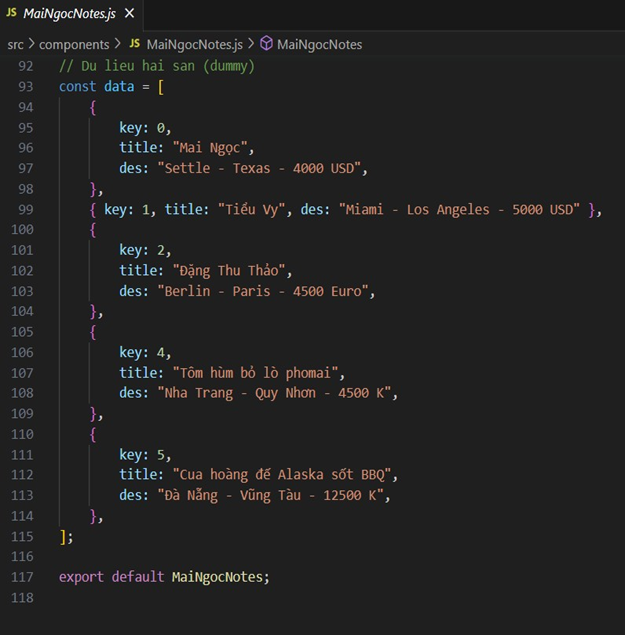 JS MaiNgocNotes.js ×
src > components > JS MaiNgocNotes.js > MaiNgocNotes
92 // Du lieu hai san (dummy)
93 const data = [
94 {
95 key: 0,
96 title: "Mai Ngọc",
97 des: "Settle - Texas - 4000 USD",
98 },
99 { key: 1, title: "Tiểu Vy", des: "Miami - Los Angeles - 5000 USD" },
100 {
101 key: 2,
102 title: "Đặng Thu Thảo",
103 des: "Berlin - Paris - 4500 Euro",
104 },
105 {
106 key: 4,
107 title: "Tôm hùm bỏ lò phomai",
108 des: "Nha Trang - Quy Nhơn - 4500 K",
109 },
110 {
111 key: 5,
112 title: "Cua hoàng đế Alaska sốt BBQ",
113 des: "Đà Nẵng - Vũng Tàu - 12500 K",
114 },
115 ];
116
117 export default MaiNgocNotes;
118